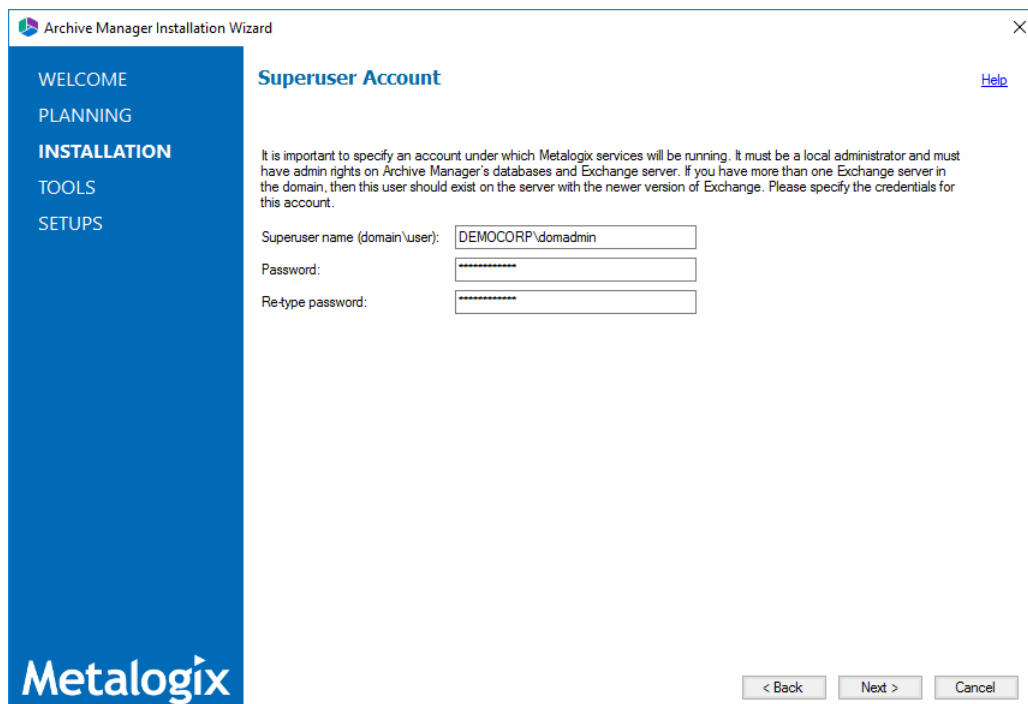 Archive Manager Installation Wizard
WELCOME
PLANNING
INSTALLATION
TOOLS
SETUPS
Metalogix
Superuser Account
Help
It is important to specify an account under which Metalogix services will be running. It must be a local administrator and must
have admin rights on Archive Manager's databases and Exchange server. If you have more than one Exchange server in
the domain, then this user should exist on the server with the newer version of Exchange. Please specify the credentials for
this account.
Superuser name (domain\user): DEMOCORP\domadmin
Password: ************
Re-type password: ************
< Back Next > Cancel